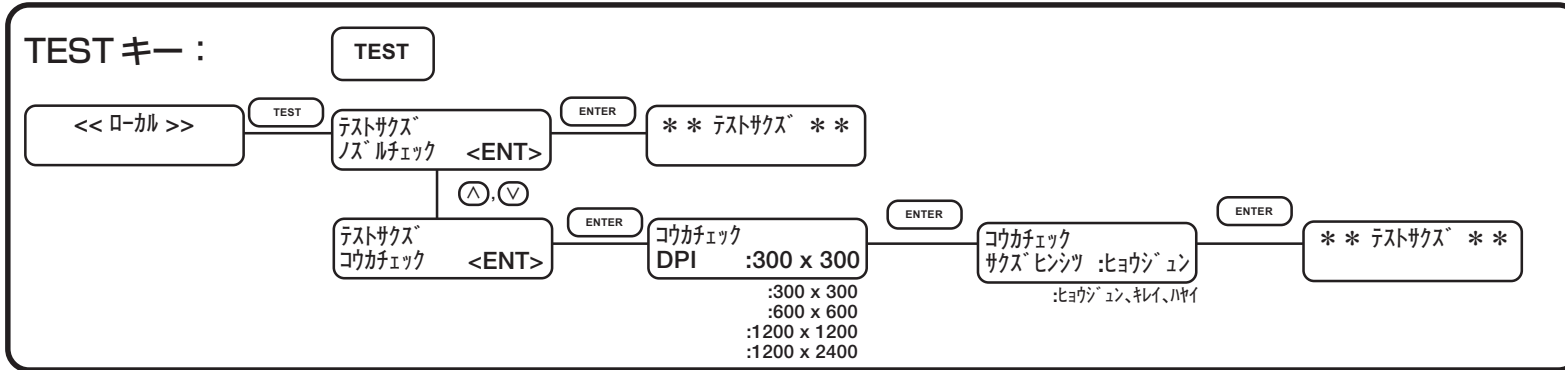 TESTキー：
TEST
<< ﾛｰｶﾙ >>
TEST
ﾃｽﾄｻｸｽﾞ
ﾉｽﾞﾙﾁｪｯｸ <ENT>
ENTER
＊＊ ﾃｽﾄｻｸｽﾞ ＊＊
∧,∨
ﾃｽﾄｻｸｽﾞ
ｺｳｶﾁｪｯｸ <ENT>
ENTER
ｺｳｶﾁｪｯｸ
DPI :300 x 300
:300 x 300
:600 x 600
:1200 x 1200
:1200 x 2400
ENTER
ｺｳｶﾁｪｯｸ
ｻｸｽﾞﾋﾝｼﾂ :ﾋｮｳｼﾞｭﾝ
:ﾋｮｳｼﾞｭﾝ､ｷﾚｲ､ﾊﾔｲ
ENTER
＊＊ ﾃｽﾄｻｸｽﾞ ＊＊